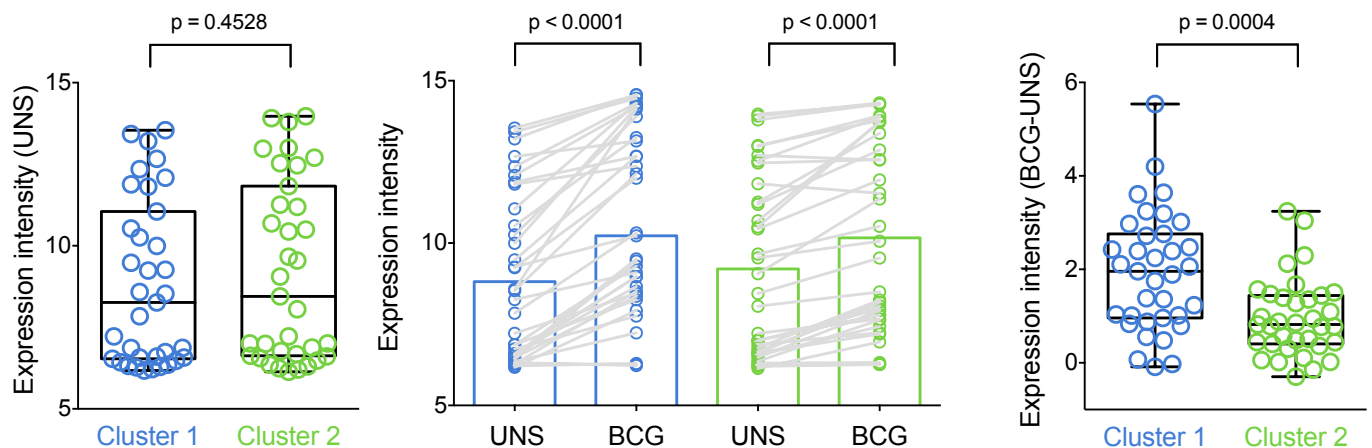 p = 0.4528
Expression intensity (UNS)
15
10
5
Cluster 1 Cluster 2
p < 0.0001 p < 0.0001
Expression intensity
15
10
5
UNS BCG UNS BCG
p = 0.0004
Expression intensity (BCG-UNS)
6
4
2
0
Cluster 1 Cluster 2